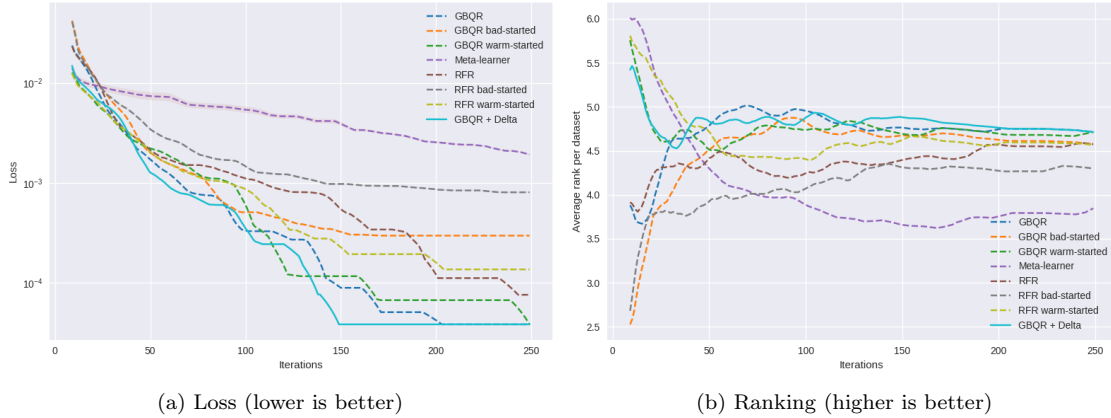 GBQR
GBQR bad-started
GBQR warm-started
Meta-learner
RFR
RFR bad-started
RFR warm-started
GBQR + Delta
10⁻²
10⁻³
10⁻⁴
Loss
0
50
100
150
200
250
Iterations
(a) Loss (lower is better)
6.0
5.5
5.0
4.5
4.0
3.5
3.0
2.5
Average rank per dataset
GBQR
GBQR bad-started
GBQR warm-started
Meta-learner
RFR
RFR bad-started
RFR warm-started
GBQR + Delta
0
50
100
150
200
250
Iterations
(b) Ranking (higher is better)